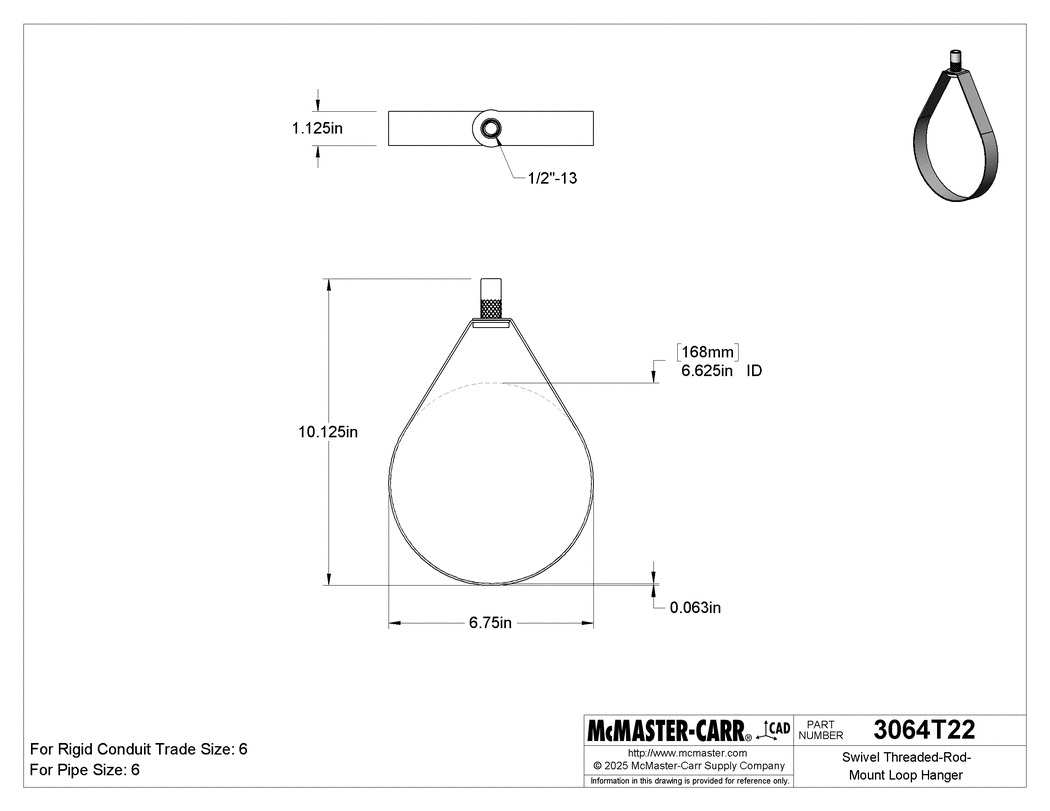 1.125in
1/2"-13
[168mm]
6.625in ID
10.125in
0.063in
6.75in
For Rigid Conduit Trade Size: 6
For Pipe Size: 6
McMASTER-CARR® CAD
http://www.mcmaster.com
© 2025 McMaster-Carr Supply Company
Information in this drawing is provided for reference only.
PART
NUMBER
3064T22
Swivel Threaded-Rod-
Mount Loop Hanger